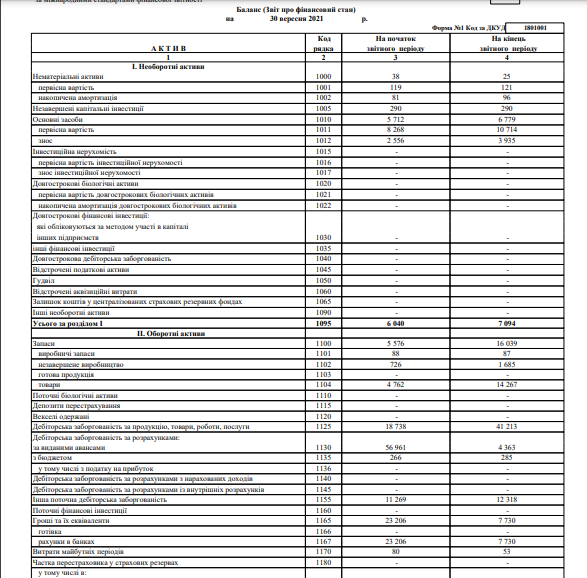 за міжнародними стандартами фінансової звітності
Баланс (Звіт про фінансовий стан)
на 30 вересня 2021 р.
Форма №1 Код за ДКУД 1801001
А К Т И В Код рядка На початок звітного періоду На кінець звітного періоду
1 2 3 4
I. Необоротні активи
Нематеріальні активи 1000 38 25
первісна вартість 1001 119 121
накопичена амортизація 1002 81 96
Незавершені капітальні інвестиції 1005 290 290
Основні засоби 1010 5 712 6 779
первісна вартість 1011 8 268 10 714
знос 1012 2 556 3 935
Інвестиційна нерухомість 1015 - -
первісна вартість інвестиційної нерухомості 1016 - -
знос інвестиційної нерухомості 1017 - -
Довгострокові біологічні активи 1020 - -
первісна вартість довгострокових біологічних активів 1021 - -
накопичена амортизація довгострокових біологічних активів 1022 - -
Довгострокові фінансові інвестиції:
які обліковуються за методом участі в капіталі
інших підприємств 1030 - -
інші фінансові інвестиції 1035 - -
Довгострокова дебіторська заборгованість 1040 - -
Відстрочені податкові активи 1045 - -
Гудвіл 1050 - -
Відстрочені аквізиційні витрати 1060 - -
Залишок коштів у централізованих страхових резервних фондах 1065 - -
Інші необоротні активи 1090 - -
Усього за розділом I 1095 6 040 7 094
II. Оборотні активи
Запаси 1100 5 576 16 039
виробничі запаси 1101 88 87
незавершене виробництво 1102 726 1 685
готова продукція 1103 - -
товари 1104 4 762 14 267
Поточні біологічні активи 1110 - -
Депозити перестрахування 1115 - -
Векселі одержані 1120 - -
Дебіторська заборгованість за продукцію, товари, роботи, послуги 1125 18 738 41 213
Дебіторська заборгованість за розрахунками:
за виданими авансами 1130 56 961 4 363
з бюджетом 1135 266 285
у тому числі з податку на прибуток 1136 - -
Дебіторська заборгованість за розрахунками з нарахованих доходів 1140 - -
Дебіторська заборгованість за розрахунками із внутрішніх розрахунків 1145 - -
Інша поточна дебіторська заборгованість 1155 11 269 12 318
Поточні фінансові інвестиції 1160 - -
Гроші та їх еквіваленти 1165 23 206 7 730
готівка 1166 - -
рахунки в банках 1167 23 206 7 730
Витрати майбутніх періодів 1170 80 53
Частка перестраховика у страхових резервах 1180 - -
у тому числі в: